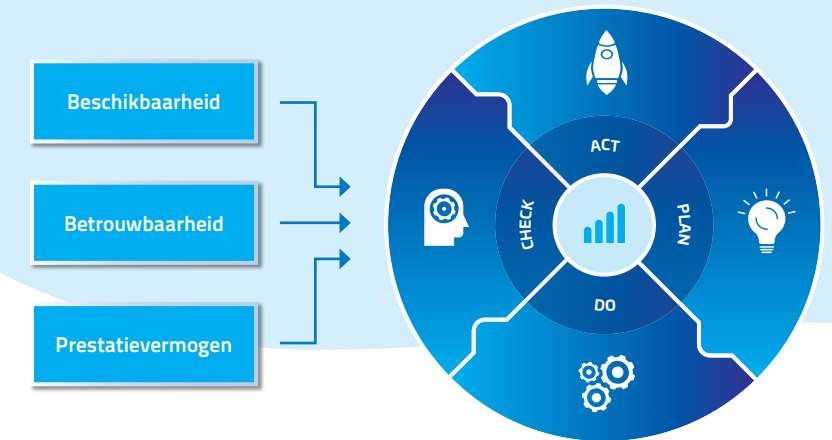 Beschikbaarheid
Betrouwbaarheid
Prestatievermogen
ACT
PLAN
DO
CHECK